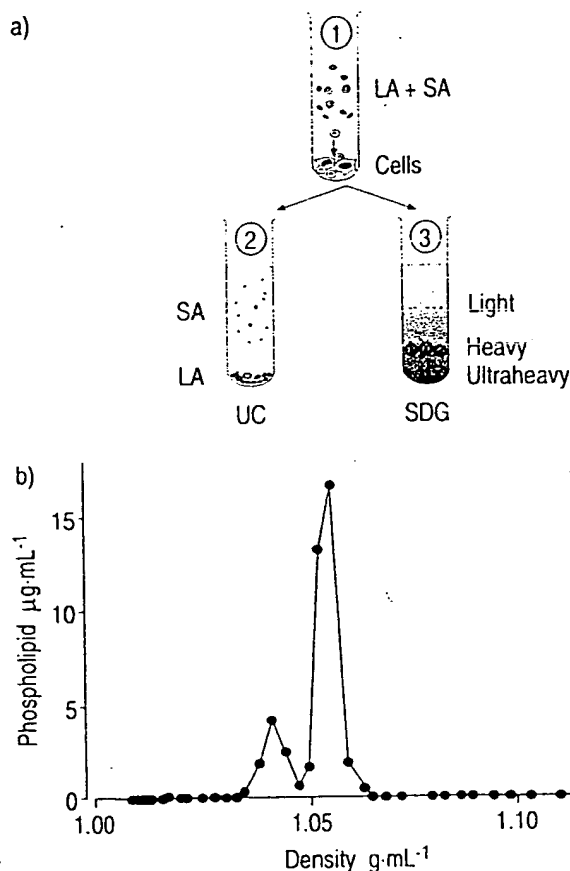 a)
1
LA + SA
Cells
2
3
SA
LA
Light
Heavy
Ultraheavy
UC
SDG
b)
Phospholipid µg·mL-1
15
10
5
0
1.00
1.05
1.10
Density g·mL-1